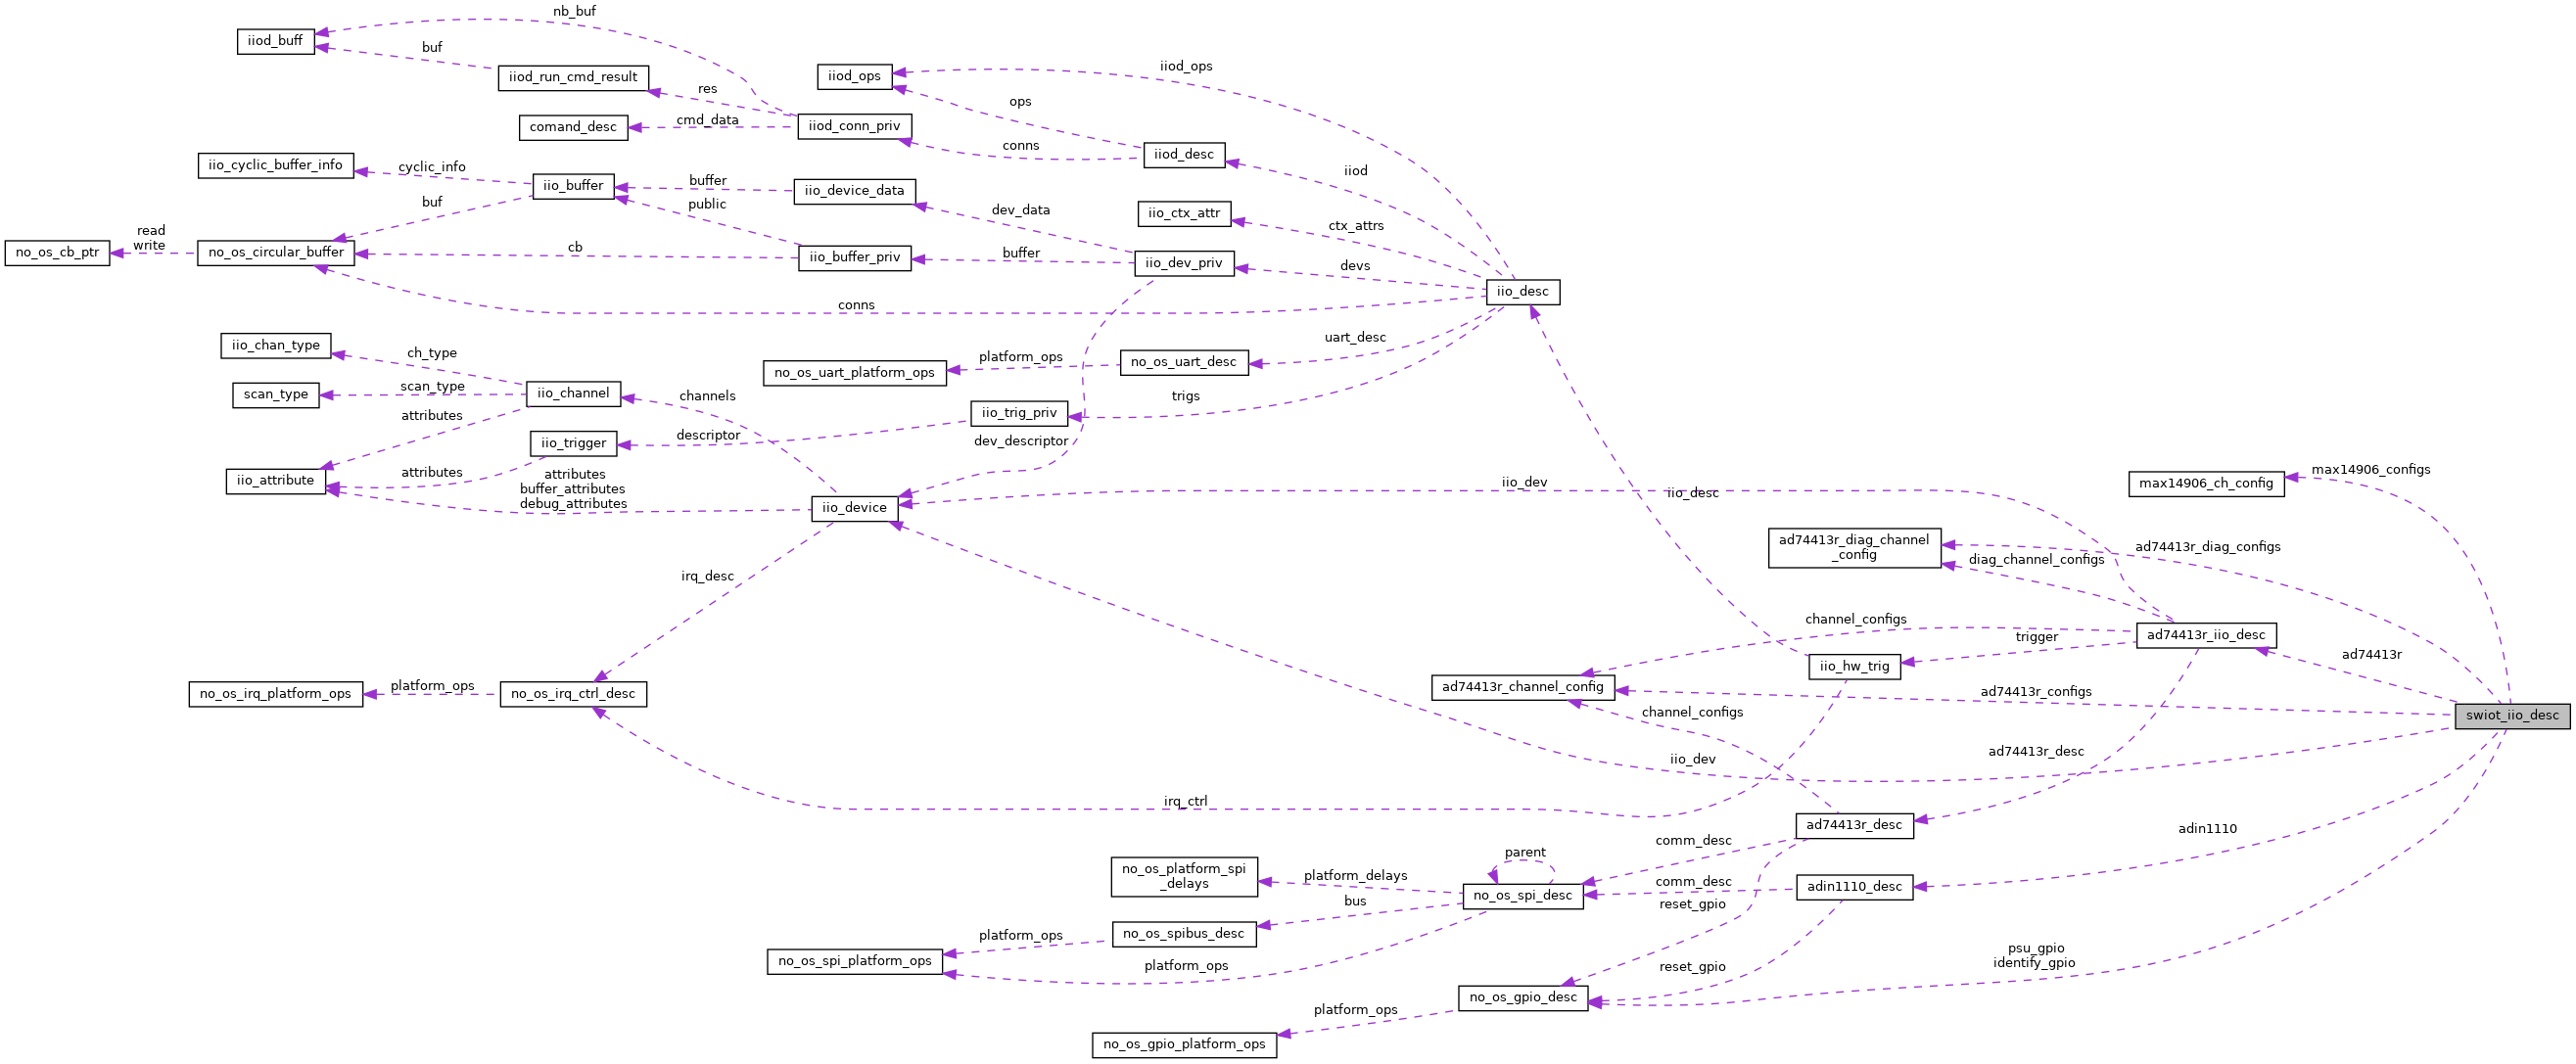 nb_buf
iiod_buff
buf
iiod_run_cmd_result
iiod_ops
iiod_ops
res
ops
comand_desc
cmd_data
iiod_conn_priv
conns
iiod_desc
iio_cyclic_buffer_info
cyclic_info
iio_buffer
buffer
iio_device_data
iiod
buf
public
dev_data
iio_ctx_attr
ctx_attrs
read
write
no_os_cb_ptr
no_os_circular_buffer
cb
iio_buffer_priv
buffer
iio_dev_priv
devs
iio_desc
conns
iio_chan_type
ch_type
uart_desc
platform_ops
no_os_uart_desc
no_os_uart_platform_ops
scan_type
scan_type
iio_channel
channels
trigs
attributes
iio_trig_priv
iio_trigger
descriptor
dev_descriptor
iio_attribute
attributes
attributes
buffer_attributes
debug_attributes
iio_device
iio_dev
iio_desc
max14906_configs
max14906_ch_config
ad74413r_diag_channel
_config
ad74413r_diag_configs
diag_channel_configs
irq_desc
channel_configs
ad74413r_iio_desc
trigger
iio_hw_trig
ad74413r
no_os_irq_platform_ops
platform_ops
no_os_irq_ctrl_desc
ad74413r_channel_config
ad74413r_configs
channel_configs
swiot_iio_desc
iio_dev
ad74413r_desc
irq_ctrl
ad74413r_desc
adin1110
comm_desc
parent
no_os_platform_spi
_delays
platform_delays
no_os_spi_desc
comm_desc
adin1110_desc
bus
reset_gpio
no_os_spibus_desc
platform_ops
no_os_spi_platform_ops
platform_ops
reset_gpio
psu_gpio
identify_gpio
no_os_gpio_desc
platform_ops
no_os_gpio_platform_ops